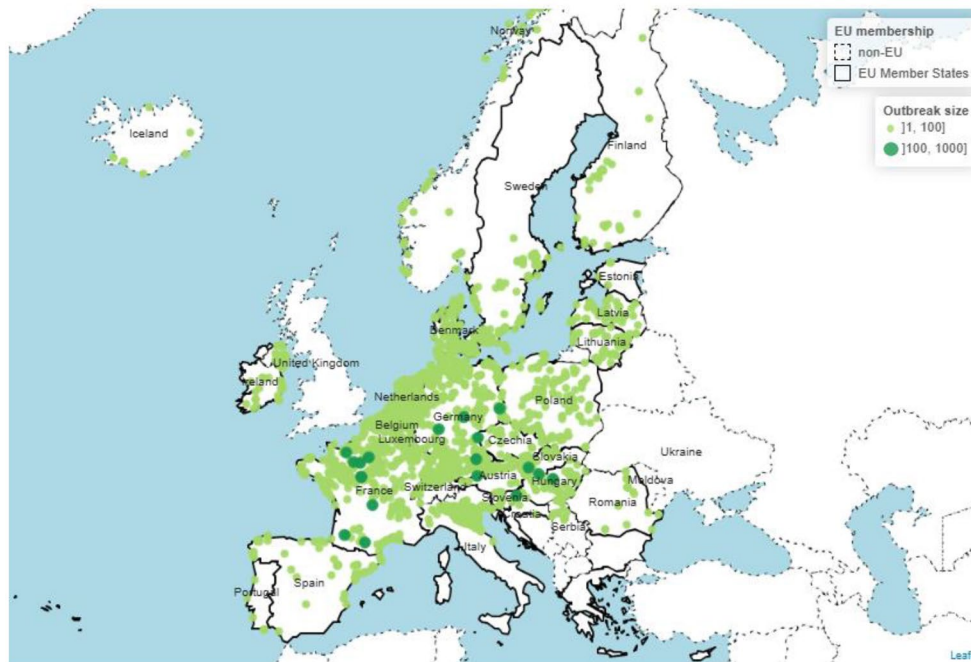 Norway
EU membership
non-EU
EU Member States
Outbreak size
]1, 100]
]100, 1000]
Iceland
Finland
Sweden
Estonia
Latvia
Denmark
Lithuania
United Kingdom
Ireland
Netherlands
Poland
Germany
Belgium
Luxembourg
Czechia
Ukraine
Slovakia
Austria
Switzerland
Hungary
Moldova
France
Slovenia
Romania
Croatia
Serbia
Italy
Spain
Portugal
Leaf